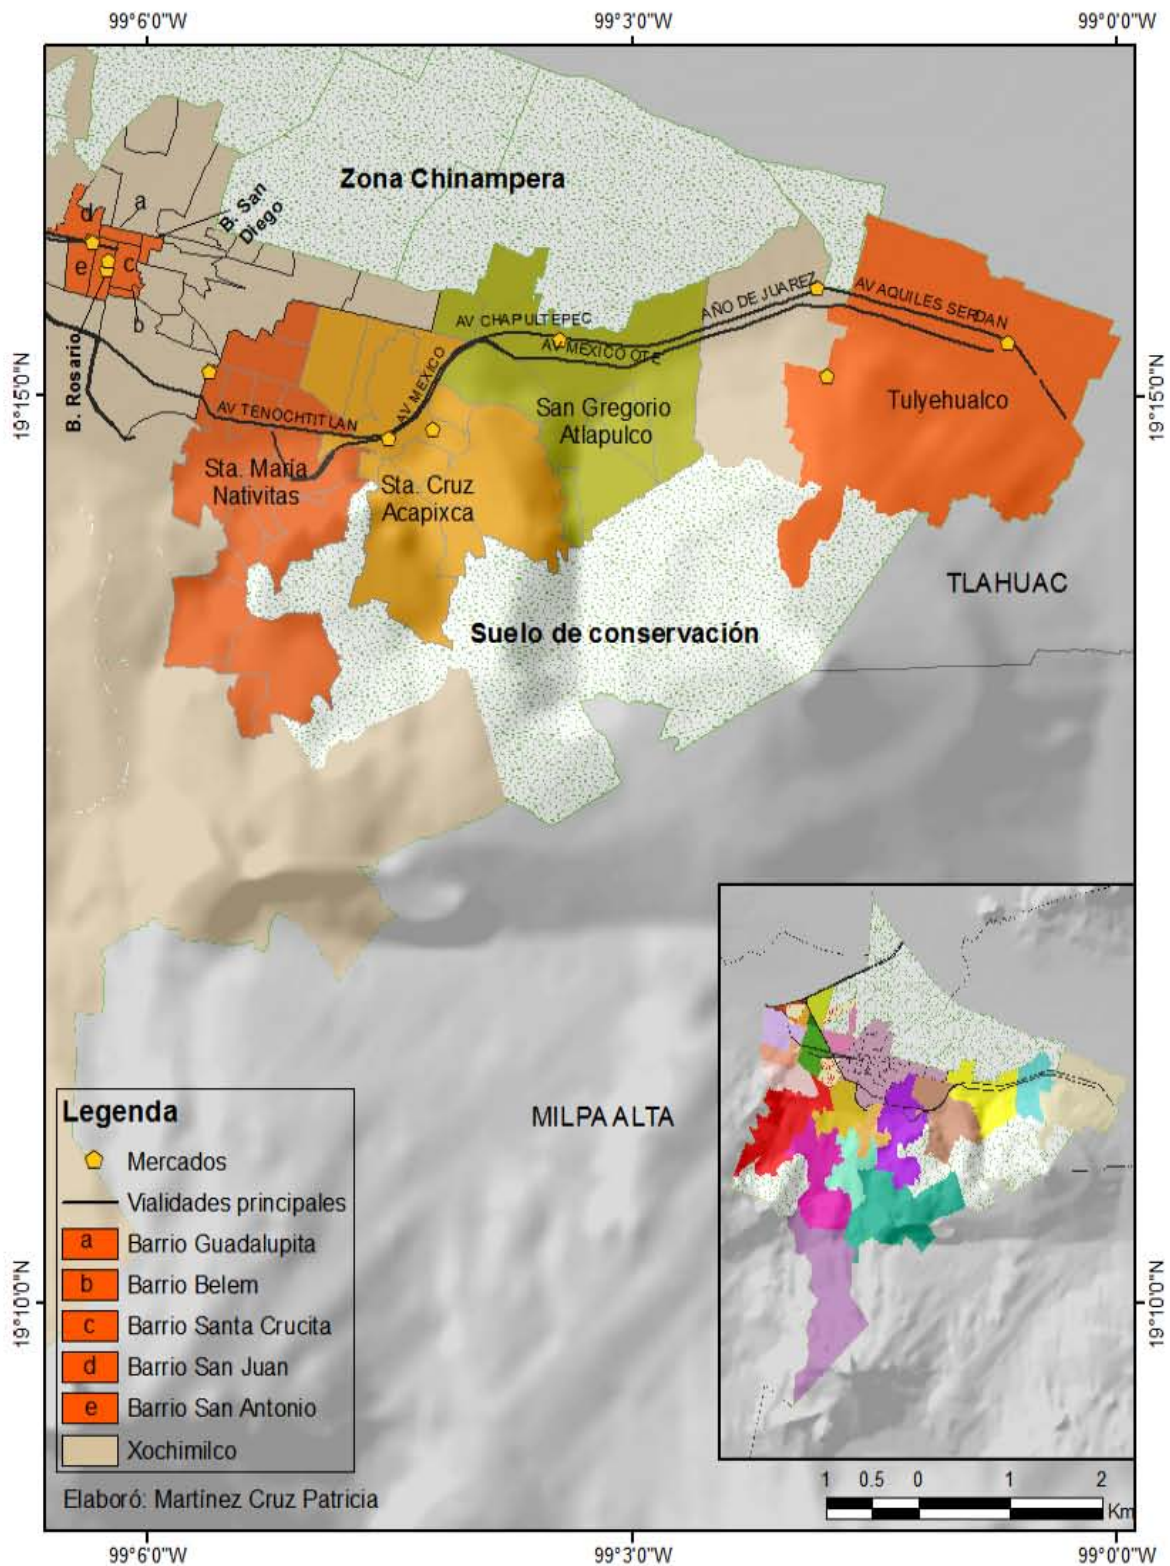 99°6'0"W
99°3'0"W
99°0'0"W
Zona Chinampera
a
d
B. San
Diego
e
c
b
B. Rosario
AV CHAPULTEPEC
AV MEXICO OTE
AÑO DE JUAREZ
AV AQUILES SERDAN
AV MEXICO
AV TENOCHTITLAN
19°15'0"N
19°15'0"N
San Gregorio
Atlapulco
Tulyehualco
Sta. María
Nativitas
Sta. Cruz
Acapixca
TLAHUAC
Suelo de conservación
MILPA ALTA
Legenda
Mercados
Vialidades principales
a Barrio Guadalupita
b Barrio Belem
c Barrio Santa Crucita
d Barrio San Juan
e Barrio San Antonio
Xochimilco
Elaboró: Martínez Cruz Patricia
19°10'0"N
19°10'0"N
1 0.5 0 1 2
Km
99°6'0"W
99°3'0"W
99°0'0"W